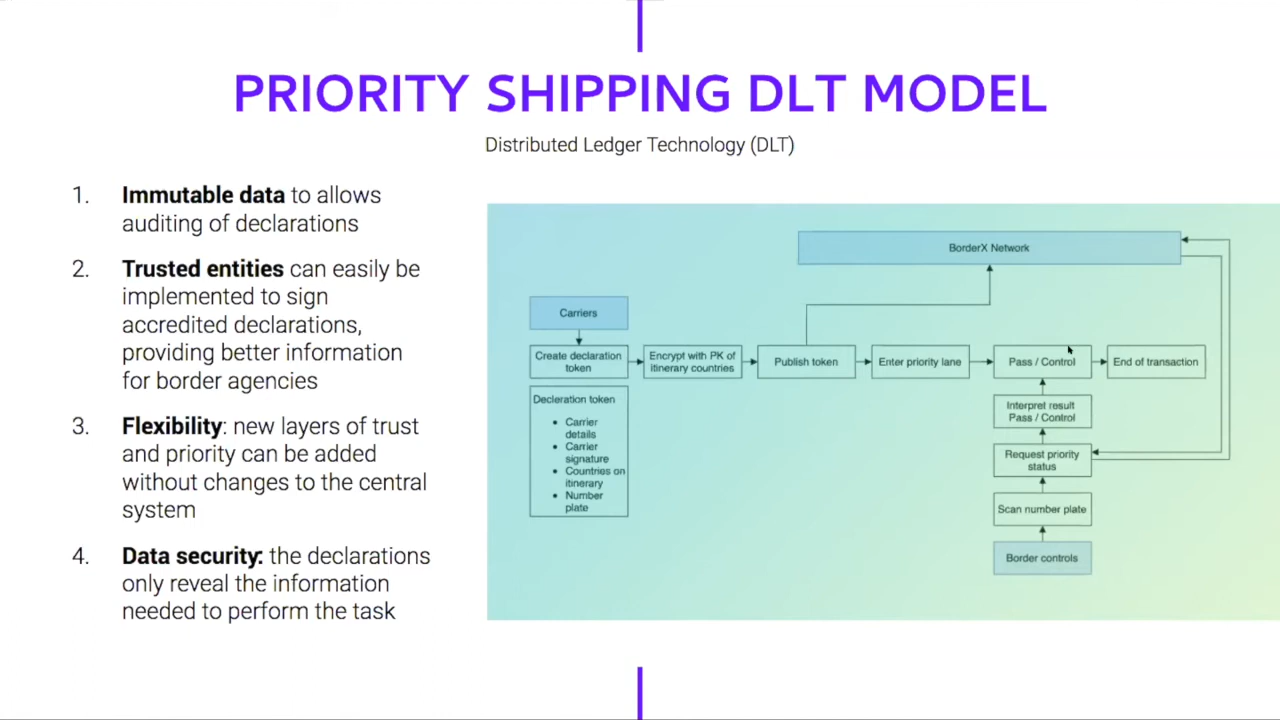 PRIORITY SHIPPING DLT MODEL
Distributed Ledger Technology (DLT)
1. Immutable data to allows
auditing of declarations
2. Trusted entities can easily be
implemented to sign
accredited declarations,
providing better information
for border agencies
3. Flexibility: new layers of trust
and priority can be added
without changes to the central
system
4. Data security: the declarations
only reveal the information
needed to perform the task
BorderX Network
Carriers
Create declaration
token
Encrypt with PK of
itinerary countries
Publish token
Enter priority lane
Pass / Control
End of transaction
Decleration token
• Carrier
details
• Carrier
signature
• Countries on
itinerary
• Number
plate
Interpret result
Pass / Control
Request priority
status
Scan number plate
Border controls